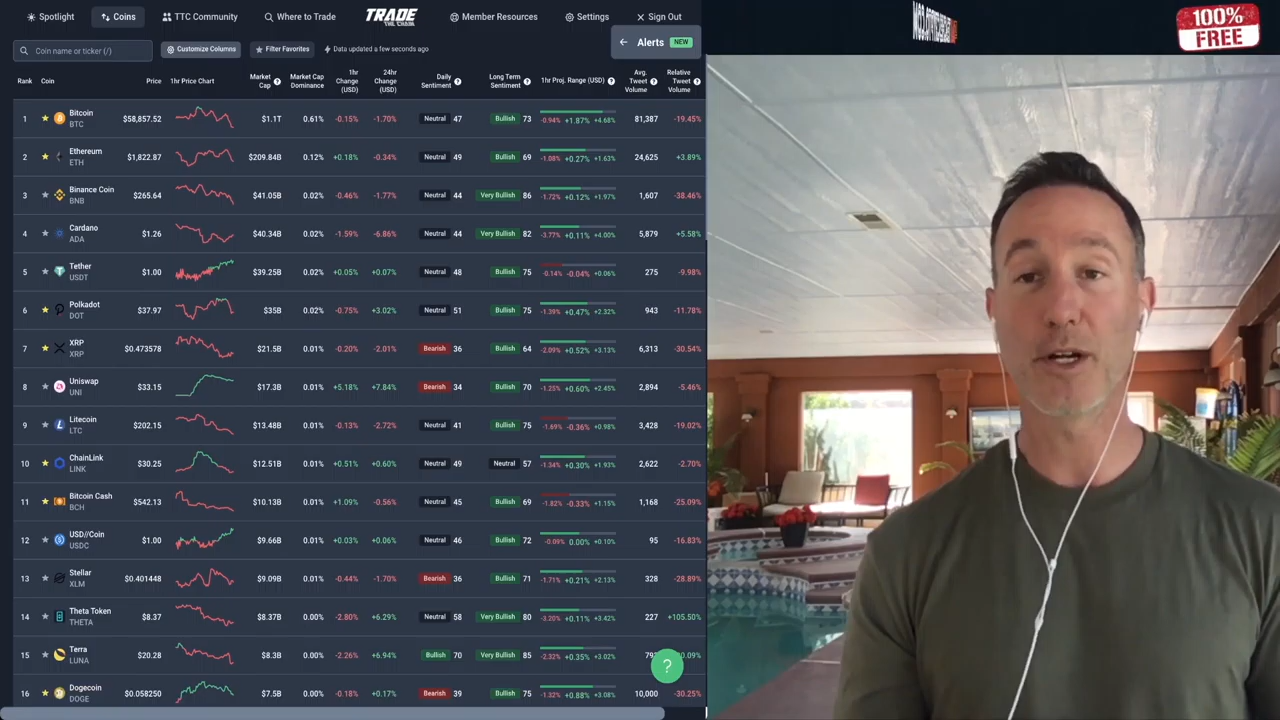 Spotlight Coins TTC Community Where to Trade TRADE THE CHAIN Member Resources Settings Sign Out
100% FREE
Coin name or ticker (/) Customize Columns Filter Favorites Data updated a few seconds ago Alerts NEW
Rank Coin Price 1hr Price Chart Market Cap ? Market Cap Dominance 1hr Change (USD) 24hr Change (USD) Daily Sentiment ? Long Term Sentiment ? 1hr Proj. Range (USD) ? Avg. Tweet Volume ? Relative Tweet Volume ?
1 Bitcoin BTC $58,857.52 $1.1T 0.61% -0.15% -1.70% Neutral 47 Bullish 73 -0.94% +1.87% +4.68% 81,387 -19.45%
2 Ethereum ETH $1,822.87 $209.84B 0.12% +0.18% -0.34% Neutral 49 Bullish 69 -1.08% +0.27% +1.63% 24,625 +3.89%
3 Binance Coin BNB $265.64 $41.05B 0.02% -0.46% -1.77% Neutral 44 Very Bullish 86 -1.72% +0.12% +1.97% 1,607 -38.46%
4 Cardano ADA $1.26 $40.34B 0.02% -1.59% -6.86% Neutral 44 Very Bullish 82 -3.77% +0.11% +4.00% 5,879 +5.58%
5 Tether USDT $1.00 $39.25B 0.02% +0.05% +0.07% Neutral 48 Bullish 75 -0.14% -0.04% +0.06% 275 -9.98%
6 Polkadot DOT $37.97 $35B 0.02% -0.75% +3.02% Neutral 51 Bullish 75 -1.39% +0.47% +2.32% 943 -11.78%
7 XRP XRP $0.473578 $21.5B 0.01% -0.20% -2.01% Bearish 36 Bullish 64 -2.09% +0.52% +3.13% 6,313 -30.54%
8 Uniswap UNI $33.15 $17.3B 0.01% +5.18% +7.84% Bearish 34 Bullish 70 -1.25% +0.60% +2.45% 2,894 -5.46%
9 Litecoin LTC $202.15 $13.48B 0.01% -0.13% -2.72% Neutral 41 Bullish 75 -1.69% -0.36% +0.98% 3,428 -19.02%
10 ChainLink LINK $30.25 $12.51B 0.01% +0.51% +0.60% Neutral 49 Neutral 57 -1.34% +0.30% +1.93% 2,622 -2.70%
11 Bitcoin Cash BCH $542.13 $10.13B 0.01% +1.09% -0.56% Neutral 45 Bullish 69 -1.82% -0.33% +1.15% 1,168 -25.09%
12 USD//Coin USDC $1.00 $9.66B 0.01% +0.03% +0.06% Neutral 46 Bullish 72 -0.09% 0.00% +0.10% 95 -16.83%
13 Stellar XLM $0.401448 $9.09B 0.01% -0.44% -1.70% Bearish 36 Bullish 71 -1.71% +0.21% +2.13% 328 -28.89%
14 Theta Token THETA $8.37 $8.37B 0.00% -2.80% +6.29% Neutral 58 Very Bullish 80 -3.20% +0.11% +3.42% 227 +105.50%
15 Terra LUNA $20.28 $8.3B 0.00% -2.26% +6.94% Bullish 70 Very Bullish 85 -2.32% +0.35% +3.02% ?
16 Dogecoin DOGE $0.058250 $7.5B 0.00% -0.18% +0.17% Bearish 39 Bullish 75 -1.32% +0.88% +3.08% 10,000 -30.25%